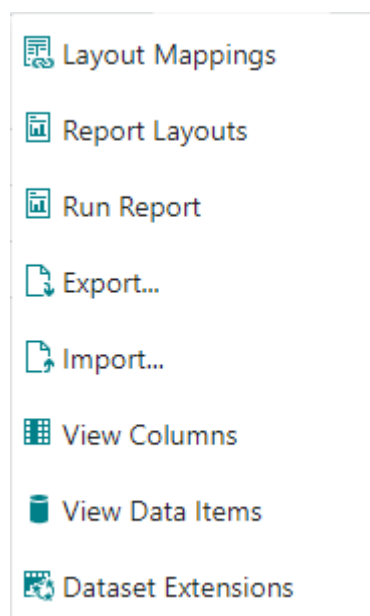 Layout Mappings
Report Layouts
Run Report
Export...
Import...
View Columns
View Data Items
Dataset Extensions